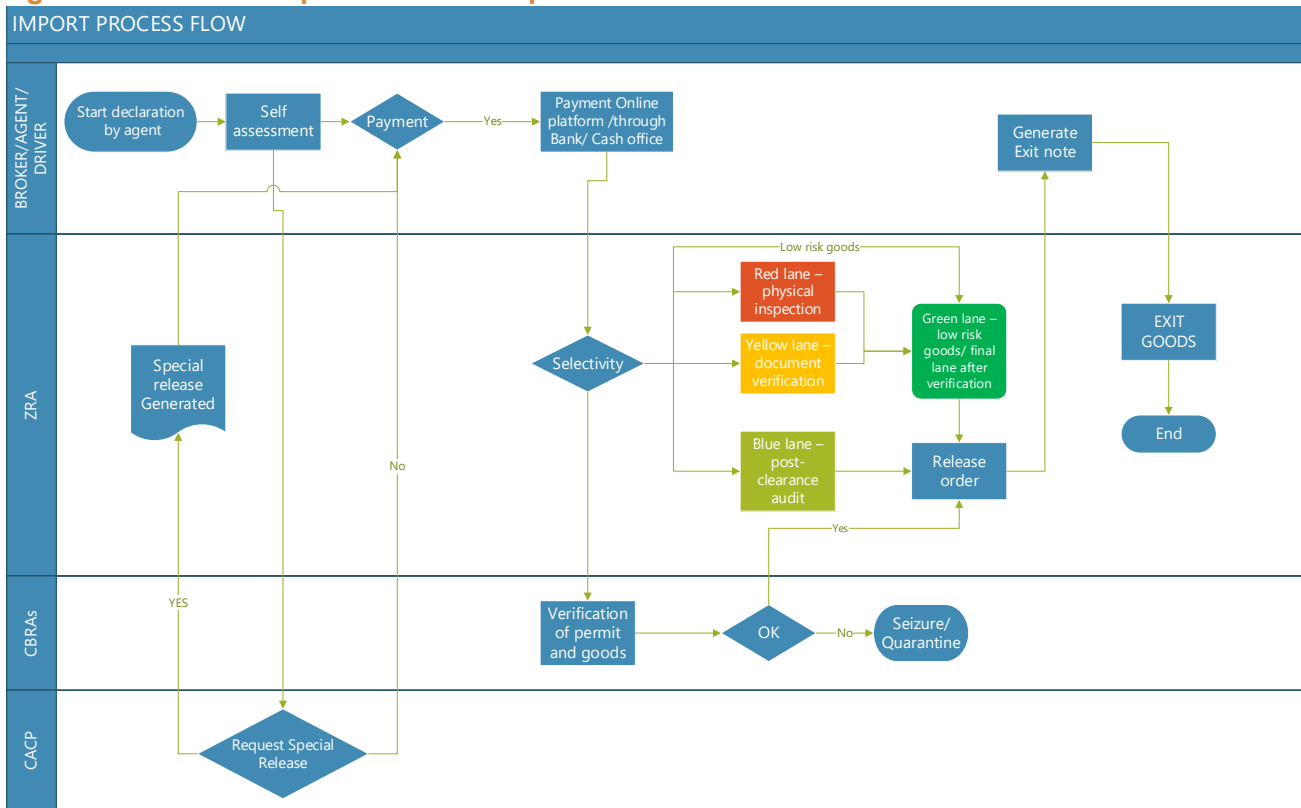 IMPORT PROCESS FLOW
BROKER/AGENT/
DRIVER
Start declaration
by agent
Self
assessment
Payment
Yes
Payment Online
platform /through
Bank/ Cash office
Generate
Exit note
ZRA
Special
release
Generated
No
Selectivity
Low risk goods
Red lane –
physical
inspection
Yellow lane –
document
verification
Blue lane –
post-
clearance
audit
Green lane –
low risk
goods/ final
lane after
verification
Release
order
EXIT
GOODS
End
Yes
CBRAs
YES
Verification
of permit
and goods
OK
No
Seizure/
Quarantine
CACP
Request Special
Release